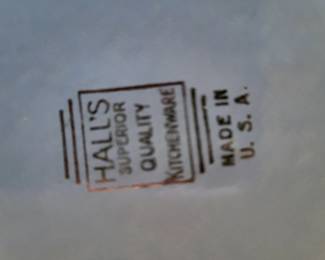 HALL'S
SUPERIOR
QUALITY
KITCHENWARE
MADE IN
U. S. A.